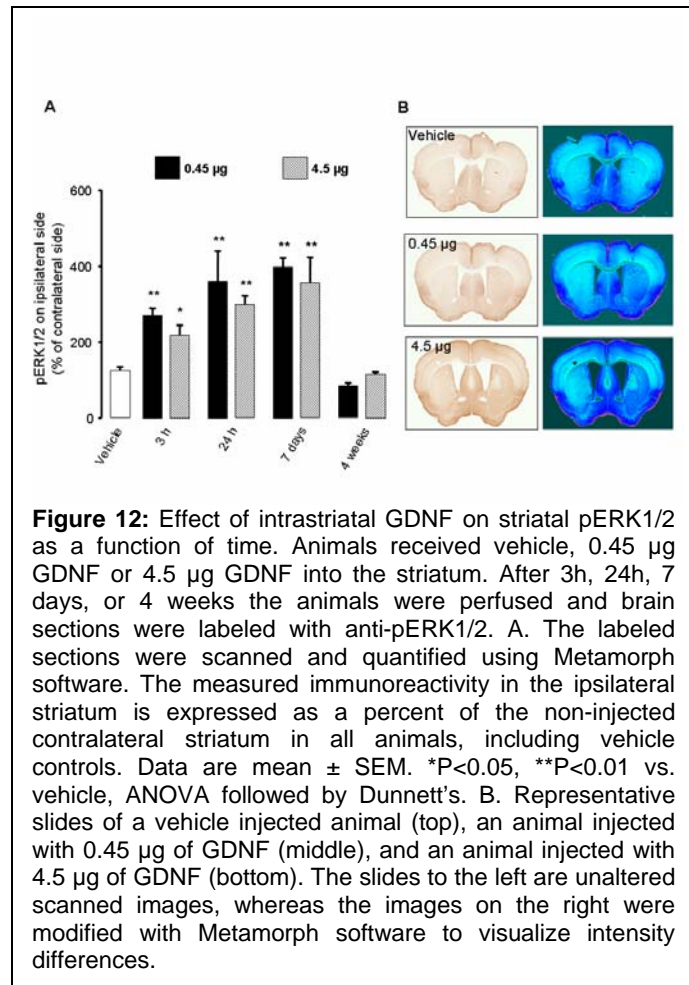 A
B
0.45 µg
4.5 µg
600
400
200
0
pERK1/2 on ipsilateral side
(% of contralateral side)
**
*
**
**
**
**
Vehicle
3 h
24 h
7 days
4 weeks
Vehicle
0.45 µg
4.5 µg
Figure 12: Effect of intrastriatal GDNF on striatal pERK1/2
as a function of time. Animals received vehicle, 0.45 µg
GDNF or 4.5 µg GDNF into the striatum. After 3h, 24h, 7
days, or 4 weeks the animals were perfused and brain
sections were labeled with anti-pERK1/2. A. The labeled
sections were scanned and quantified using Metamorph
software. The measured immunoreactivity in the ipsilateral
striatum is expressed as a percent of the non-injected
contralateral striatum in all animals, including vehicle
controls. Data are mean ± SEM. *P<0.05, **P<0.01 vs.
vehicle, ANOVA followed by Dunnett’s. B. Representative
slides of a vehicle injected animal (top), an animal injected
with 0.45 µg of GDNF (middle), and an animal injected with
4.5 µg of GDNF (bottom). The slides to the left are unaltered
scanned images, whereas the images on the right were
modified with Metamorph software to visualize intensity
differences.